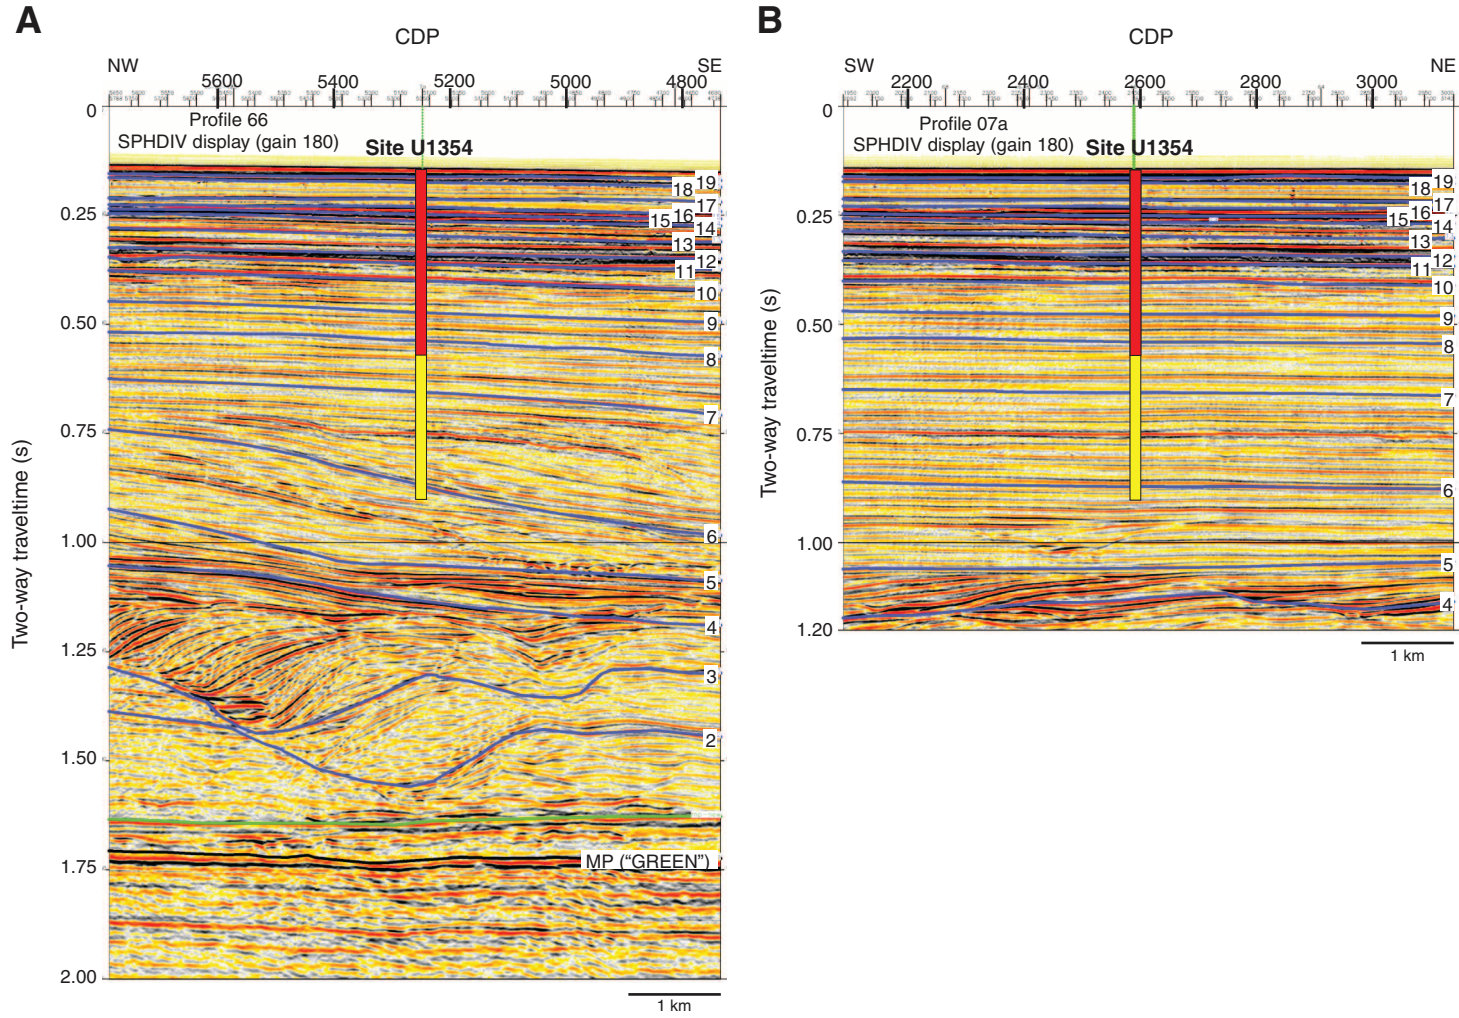 A
CDP
NW
SE
5600 5400 5200 5000 4800
0
Profile 66
SPHDIV display (gain 180)
Site U1354
19
18
17
0.25
15 16
14
13
12
11
10
0.50
9
8
7
0.75
6
1.00
5
4
1.25
3
2
1.50
MP (“GREEN”)
1.75
2.00
Two-way traveltime (s)
1 km
B
CDP
SW
NE
2200 2400 2600 2800 3000
0
Profile 07a
SPHDIV display (gain 180)
Site U1354
19
18
17
0.25
15 16
14
13
12
11
10
0.50
9
8
7
0.75
6
1.00
5
4
1.20
Two-way traveltime (s)
1 km